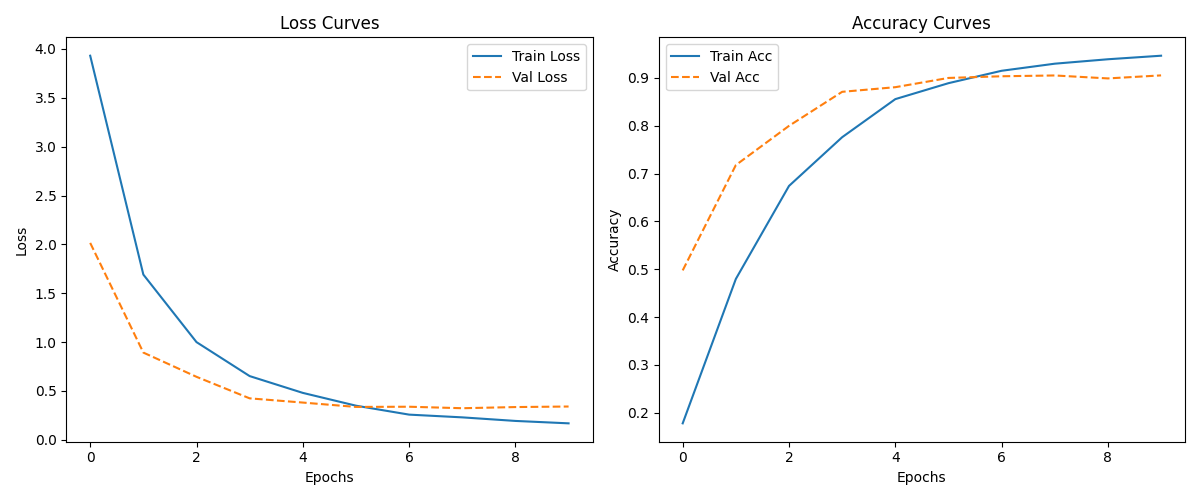 Loss Curves
4.0
3.5
3.0
2.5
2.0
1.5
1.0
0.5
0.0
Loss
Train Loss
Val Loss
0 2 4 6 8
Epochs
Accuracy Curves
Train Acc
Val Acc
0.9
0.8
0.7
0.6
0.5
0.4
0.3
0.2
Accuracy
0 2 4 6 8
Epochs